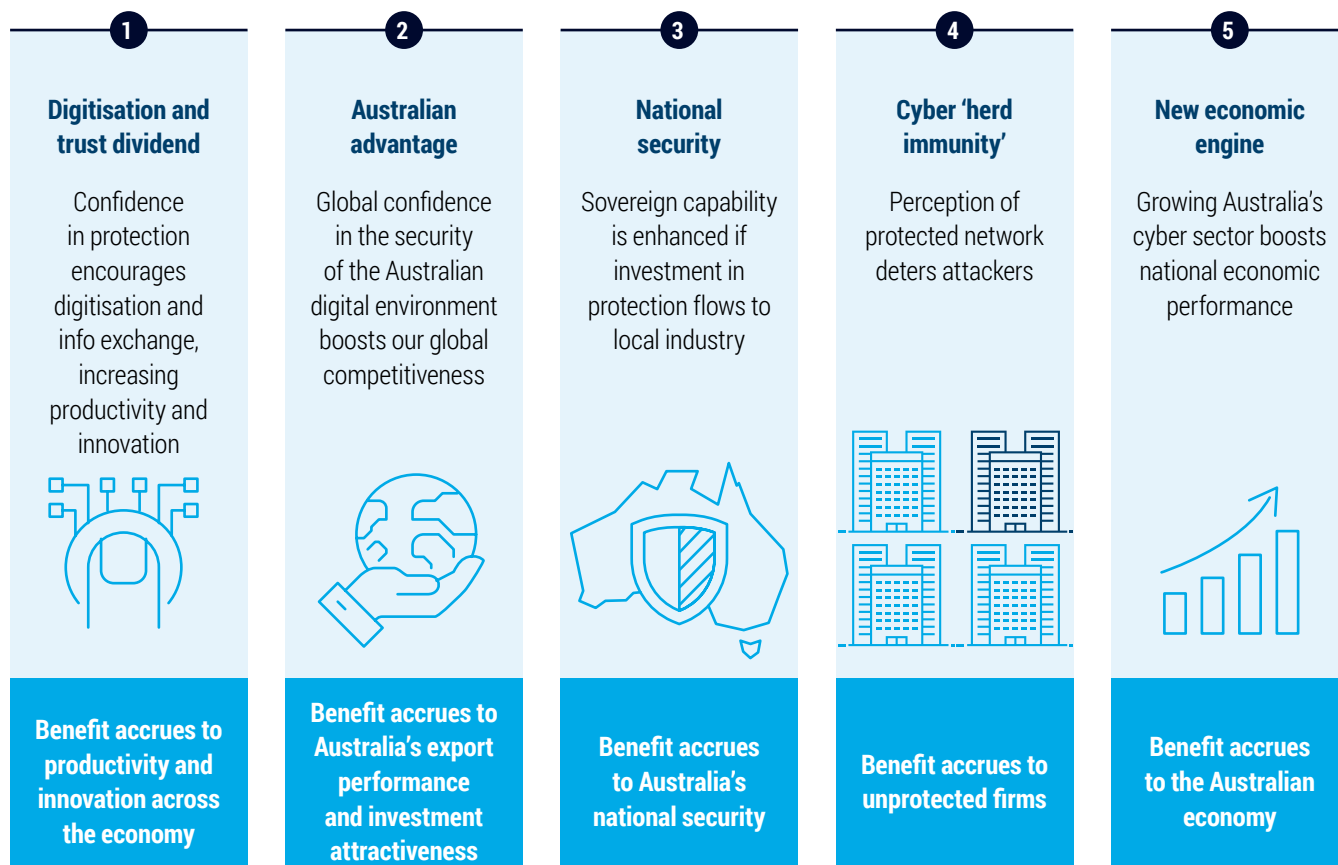 1
Digitisation and
trust dividend
Confidence
in protection
encourages
digitisation and
info exchange,
increasing
productivity and
innovation
Benefit accrues to
productivity and
innovation across
the economy
2
Australian
advantage
Global confidence
in the security
of the Australian
digital environment
boosts our global
competitiveness
Benefit accrues to
Australia’s export
performance
and investment
attractiveness
3
National
security
Sovereign capability
is enhanced if
investment in
protection flows to
local industry
Benefit accrues
to Australia’s
national security
4
Cyber ‘herd
immunity’
Perception of
protected network
deters attackers
Benefit accrues to
unprotected firms
5
New economic
engine
Growing Australia’s
cyber sector boosts
national economic
performance
Benefit accrues
to the Australian
economy